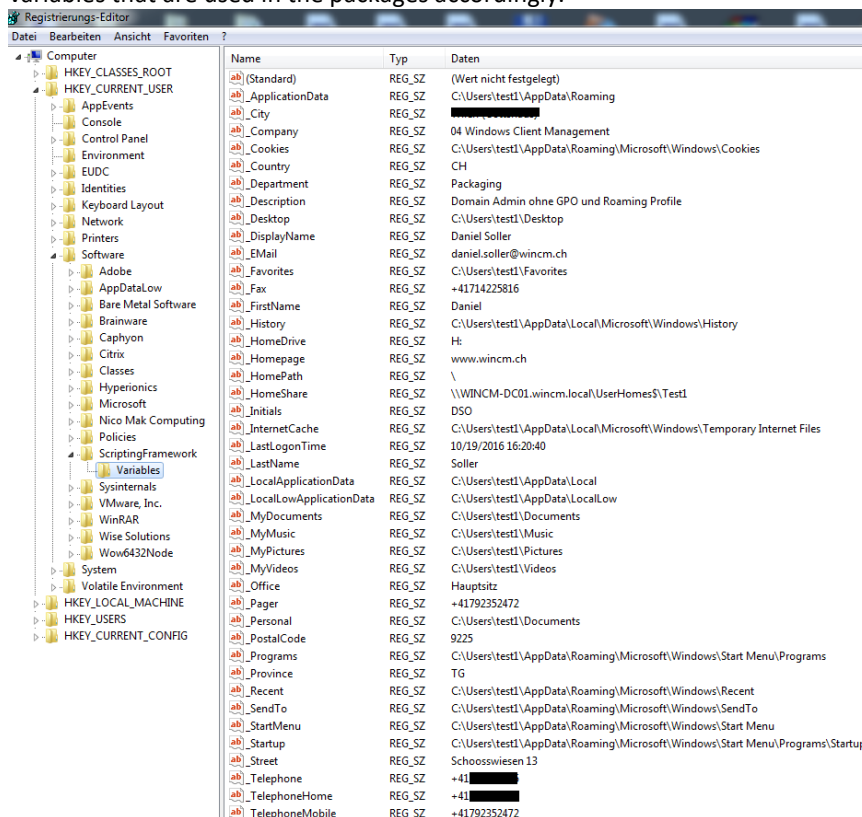 variables that are used in the packages accordingly.
Registrierungs-Editor
Datei Bearbeiten Ansicht Favoriten ?
Computer
HKEY_CLASSES_ROOT
HKEY_CURRENT_USER
AppEvents
Console
Control Panel
Environment
EUDC
Identities
Keyboard Layout
Network
Printers
Software
Adobe
AppDataLow
Bare Metal Software
Brainware
Caphyon
Citrix
Classes
Hyperionics
Microsoft
Nico Mak Computing
Policies
ScriptingFramework
Variables
Sysinternals
VMware, Inc.
WinRAR
Wise Solutions
Wow6432Node
System
Volatile Environment
HKEY_LOCAL_MACHINE
HKEY_USERS
HKEY_CURRENT_CONFIG
Name Typ Daten
(Standard) REG_SZ (Wert nicht festgelegt)
_ApplicationData REG_SZ C:\Users\test1\AppData\Roaming
_City REG_SZ
_Company REG_SZ 04 Windows Client Management
_Cookies REG_SZ C:\Users\test1\AppData\Roaming\Microsoft\Windows\Cookies
_Country REG_SZ CH
_Department REG_SZ Packaging
_Description REG_SZ Domain Admin ohne GPO und Roaming Profile
_Desktop REG_SZ C:\Users\test1\Desktop
_DisplayName REG_SZ Daniel Soller
_EMail REG_SZ daniel.soller@wincm.ch
_Favorites REG_SZ C:\Users\test1\Favorites
_Fax REG_SZ +41714225816
_FirstName REG_SZ Daniel
_History REG_SZ C:\Users\test1\AppData\Local\Microsoft\Windows\History
_HomeDrive REG_SZ H:
_Homepage REG_SZ www.wincm.ch
_HomePath REG_SZ \
_HomeShare REG_SZ \\WINCM-DC01.wincm.local\UserHomes$\Test1
_Initials REG_SZ DSO
_InternetCache REG_SZ C:\Users\test1\AppData\Local\Microsoft\Windows\Temporary Internet Files
_LastLogonTime REG_SZ 10/19/2016 16:20:40
_LastName REG_SZ Soller
_LocalApplicationData REG_SZ C:\Users\test1\AppData\Local
_LocalLowApplicationData REG_SZ C:\Users\test1\AppData\LocalLow
_MyDocuments REG_SZ C:\Users\test1\Documents
_MyMusic REG_SZ C:\Users\test1\Music
_MyPictures REG_SZ C:\Users\test1\Pictures
_MyVideos REG_SZ C:\Users\test1\Videos
_Office REG_SZ Hauptsitz
_Pager REG_SZ +41792352472
_Personal REG_SZ C:\Users\test1\Documents
_PostalCode REG_SZ 9225
_Programs REG_SZ C:\Users\test1\AppData\Roaming\Microsoft\Windows\Start Menu\Programs
_Province REG_SZ TG
_Recent REG_SZ C:\Users\test1\AppData\Roaming\Microsoft\Windows\Recent
_SendTo REG_SZ C:\Users\test1\AppData\Roaming\Microsoft\Windows\SendTo
_StartMenu REG_SZ C:\Users\test1\AppData\Roaming\Microsoft\Windows\Start Menu
_Startup REG_SZ C:\Users\test1\AppData\Roaming\Microsoft\Windows\Start Menu\Programs\Startup
_Street REG_SZ Schooswiesen 13
_Telephone REG_SZ +41
_TelephoneHome REG_SZ +41
_TelephoneMobile REG_SZ +41792352472